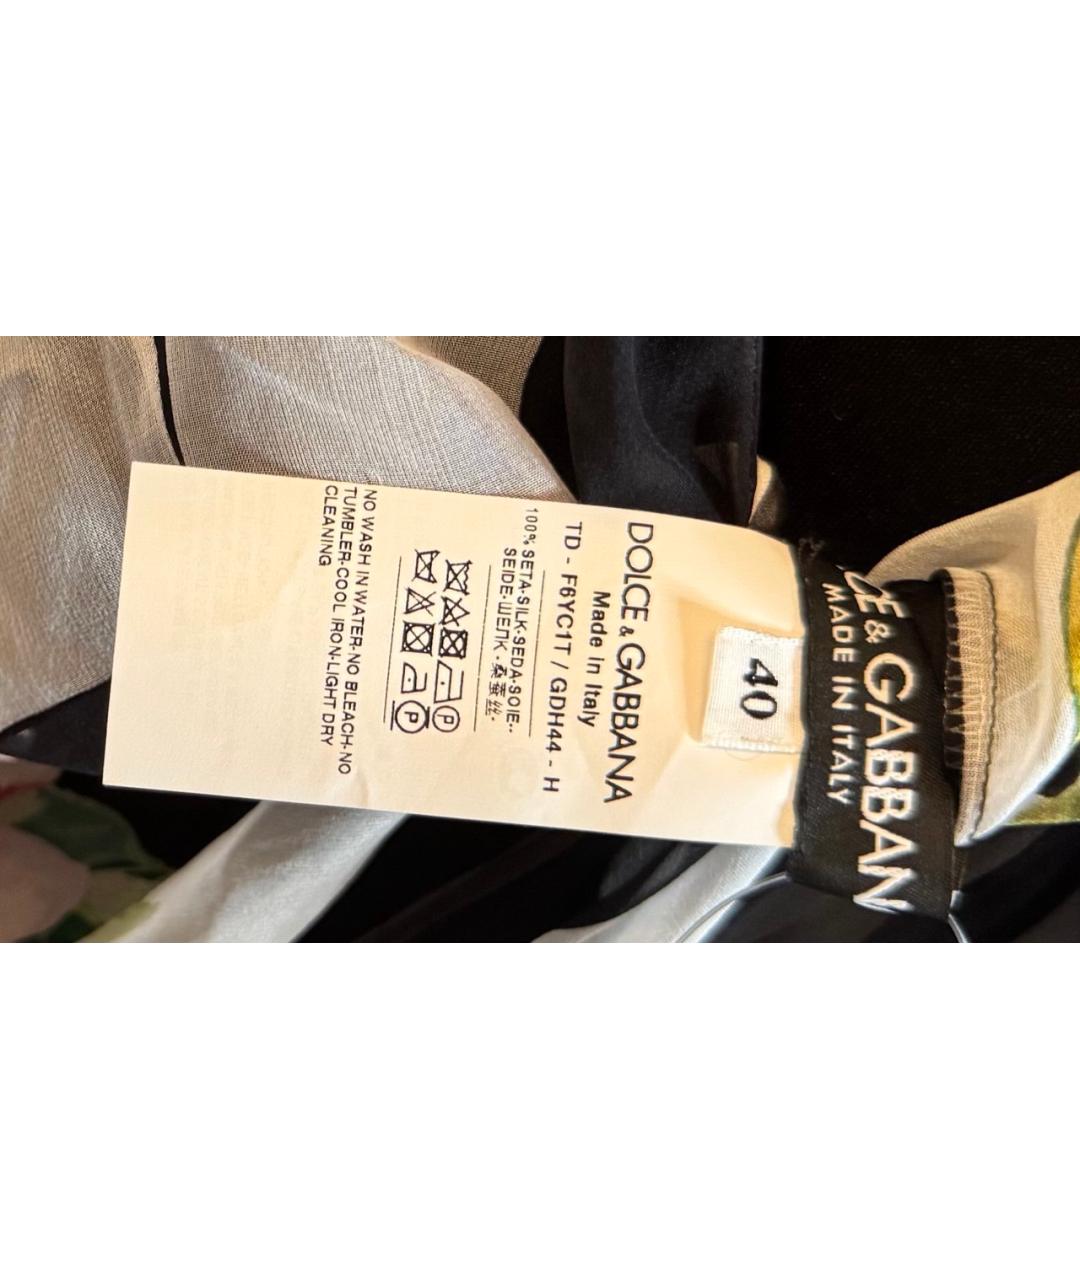 CE & GABBAN
MADE IN ITALY
40
DOLCE & GABBANA
Made in Italy
TD - F6YC1T / GDH44 - H
100% SETA-SILK-SEDA-SOIE-
SEIDE-ШЕЛК-桑蚕丝-
P
P
NO WASH IN WATER-NO BLEACH-NO
TUMBLER-COOL IRON-LIGHT DRY
CLEANING